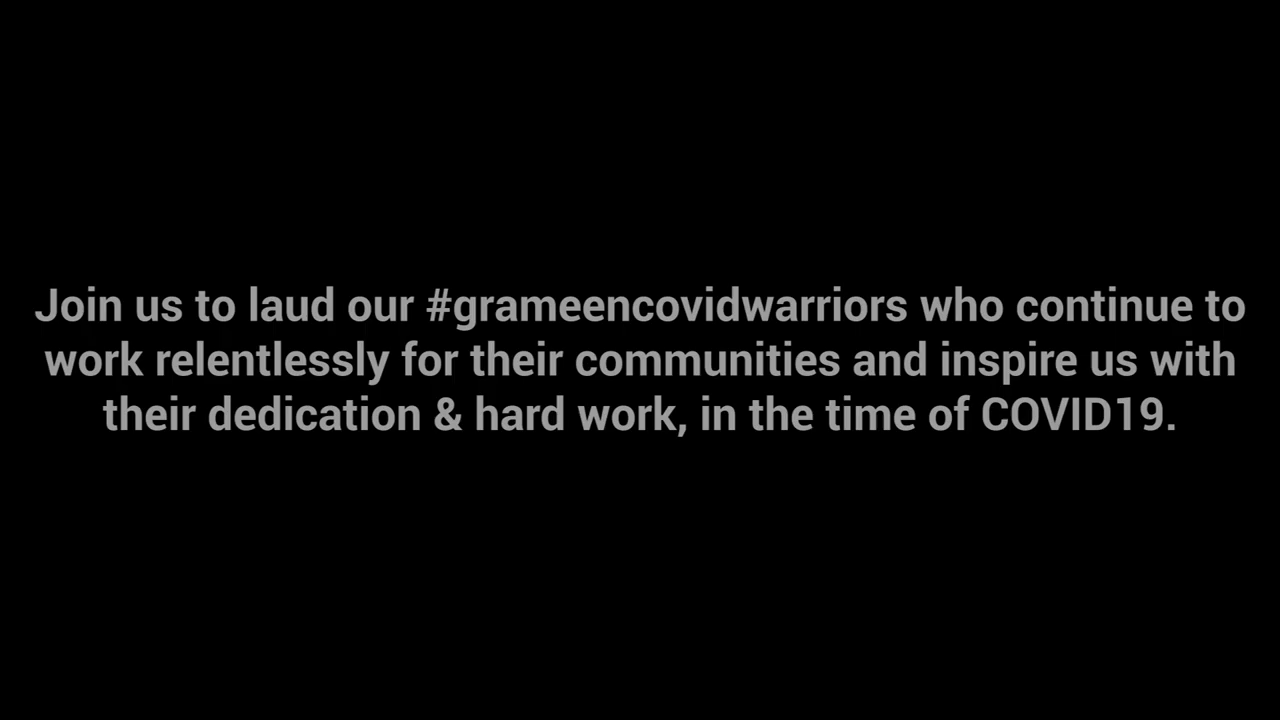 Join us to laud our #grameencovidwarriors who continue to
work relentlessly for their communities and inspire us with
their dedication & hard work, in the time of COVID19.